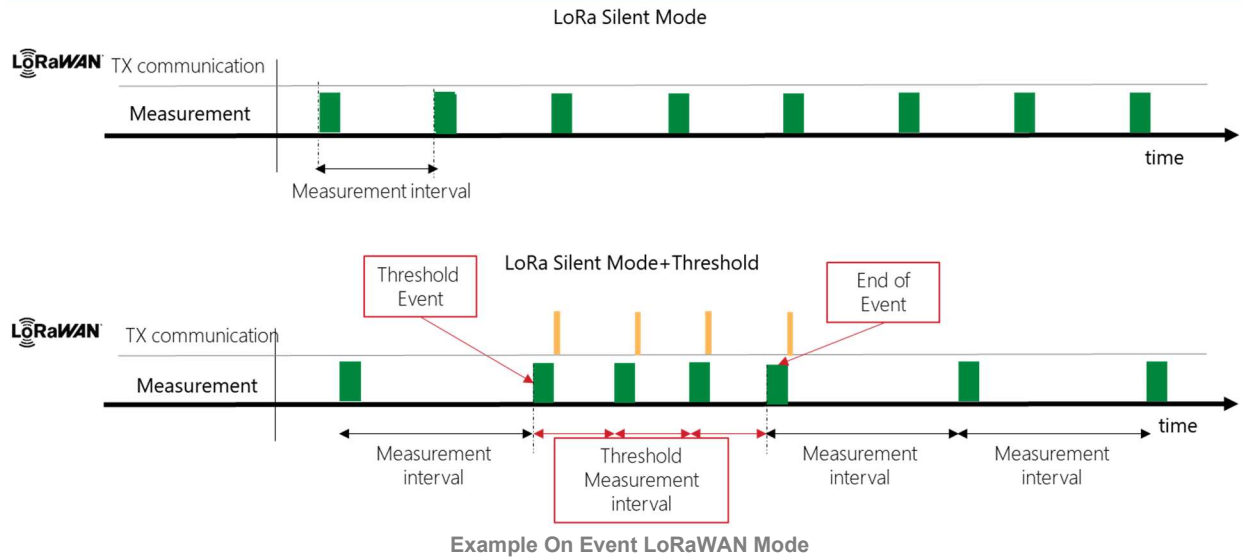 LoRa Silent Mode
LoRaWAN TX communication
Measurement
time
Measurement interval
LoRa Silent Mode+Threshold
Threshold
Event
End of
Event
LoRaWAN TX communication
Measurement
time
Measurement
interval
Threshold
Measurement
interval
Measurement
interval
Measurement
interval
Example On Event LoRaWAN Mode